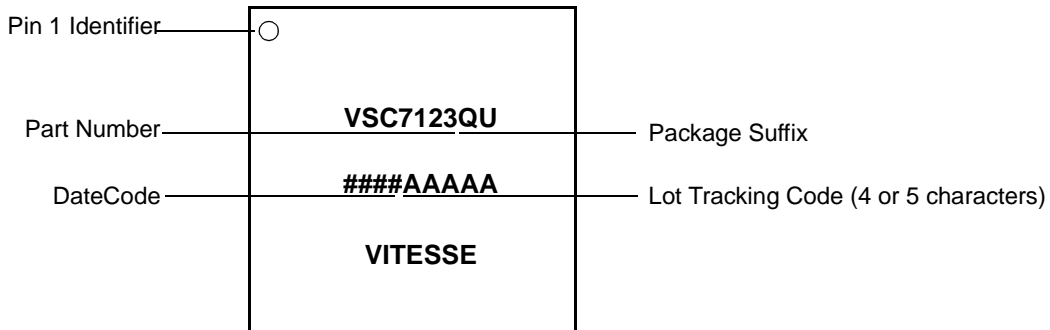 Pin 1 Identifier
VSC7123QU
Part Number
Package Suffix
####AAAAA
DateCode
Lot Tracking Code (4 or 5 characters)
VITESSE